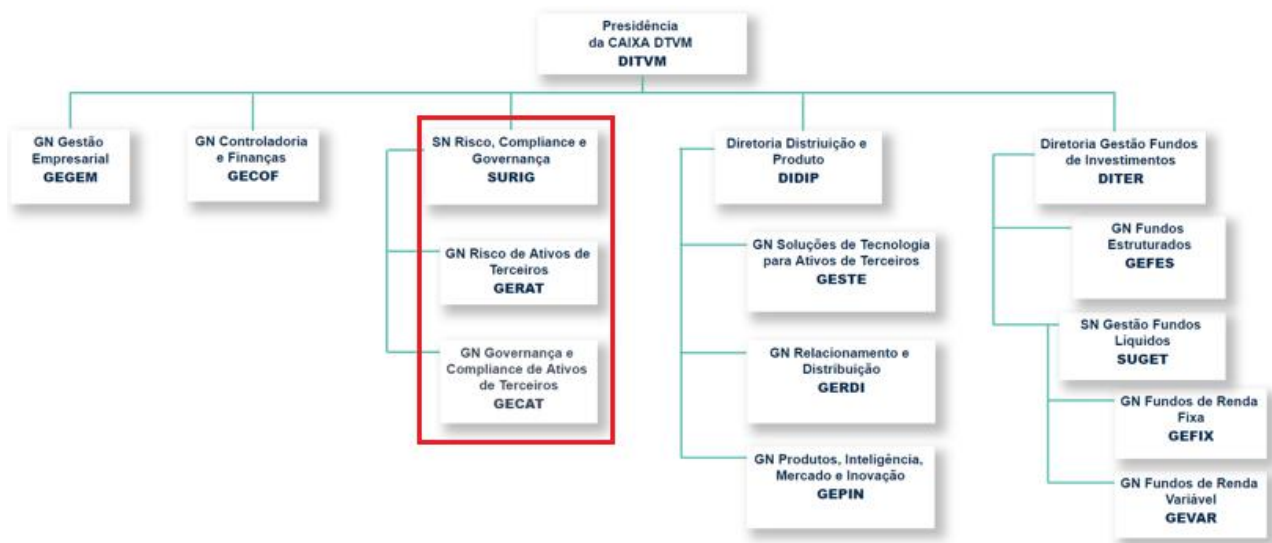 Presidência
da CAIXA DTVM
DITVM
GN Gestão
Empresarial
GEGEM
GN Controladoria
e Finanças
GECOF
SN Risco, Compliance e
Governança
SURIG
GN Risco de Ativos de
Terceiros
GERAT
GN Governança e
Compliance de Ativos
de Terceiros
GECAT
Diretoria Distriuição e
Produto
DIDIP
GN Soluções de Tecnologia
para Ativos de Terceiros
GESTE
GN Relacionamento e
Distribuição
GERDI
GN Produtos, Inteligência,
Mercado e Inovação
GEPIN
Diretoria Gestão Fundos
de Investimentos
DITER
GN Fundos
Estruturados
GEFES
SN Gestão Fundos
Líquidos
SUGET
GN Fundos de Renda
Fixa
GEFIX
GN Fundos de Renda
Variável
GEVAR